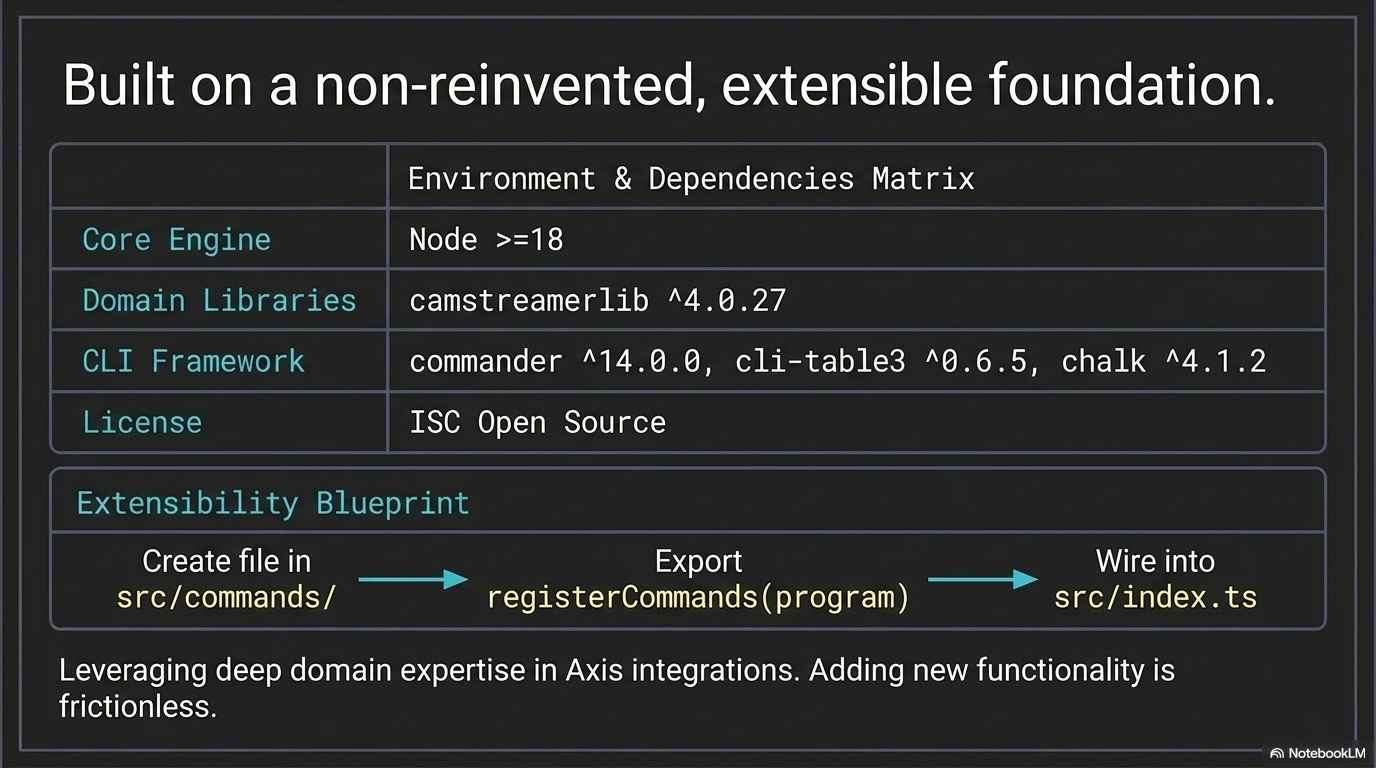 Built on a non-reinvented, extensible foundation.
Environment & Dependencies Matrix
Core Engine
Node >=18
Domain Libraries
camstreamerlib ^4.0.27
CLI Framework
commander ^14.0.0, cli-table3 ^0.6.5, chalk ^4.1.2
License
ISC Open Source
Extensibility Blueprint
Create file in
src/commands/
Export
registerCommands(program)
Wire into
src/index.ts
Leveraging deep domain expertise in Axis integrations. Adding new functionality is
frictionless.
NotebookLM